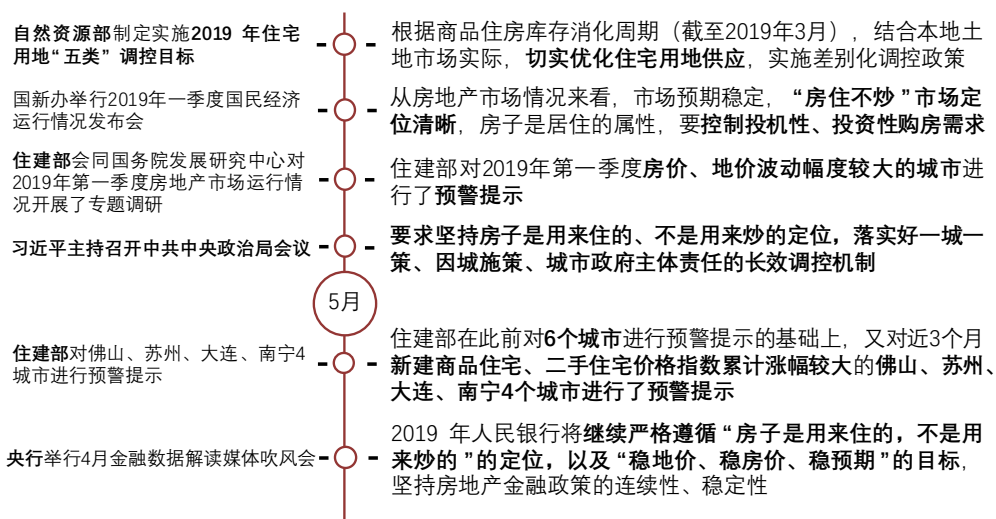 自然资源部制定实施2019 年住宅
用地“五类” 调控目标
根据商品住房库存消化周期（截至2019年3月），结合本地土
地市场实际，切实优化住宅用地供应，实施差别化调控政策
国新办举行2019年一季度国民经济
运行情况发布会
从房地产市场情况来看，市场预期稳定，“房住不炒 ”市场定
位清晰，房子是居住的属性，要控制投机性、投资性购房需求
住建部会同国务院发展研究中心对
2019年第一季度房地产市场运行情
况开展了专题调研
住建部对2019年第一季度房价、地价波动幅度较大的城市进
行了预警提示
习近平主持召开中共中央政治局会议
要求坚持房子是用来住的、不是用来炒的定位，落实好一城一
策、因城施策、城市政府主体责任的长效调控机制
5月
住建部对佛山、苏州、大连、南宁4
城市进行预警提示
住建部在此前对6个城市进行预警提示的基础上，又对近3个月
新建商品住宅、二手住宅价格指数累计涨幅较大的佛山、苏州、
大连、南宁4个城市进行了预警提示
央行举行4月金融数据解读媒体吹风会
2019 年人民银行将继续严格遵循 “房子是用来住的，不是用
来炒的 ”的定位，以及 “稳地价、稳房价、稳预期 ”的目标，
坚持房地产金融政策的连续性、稳定性